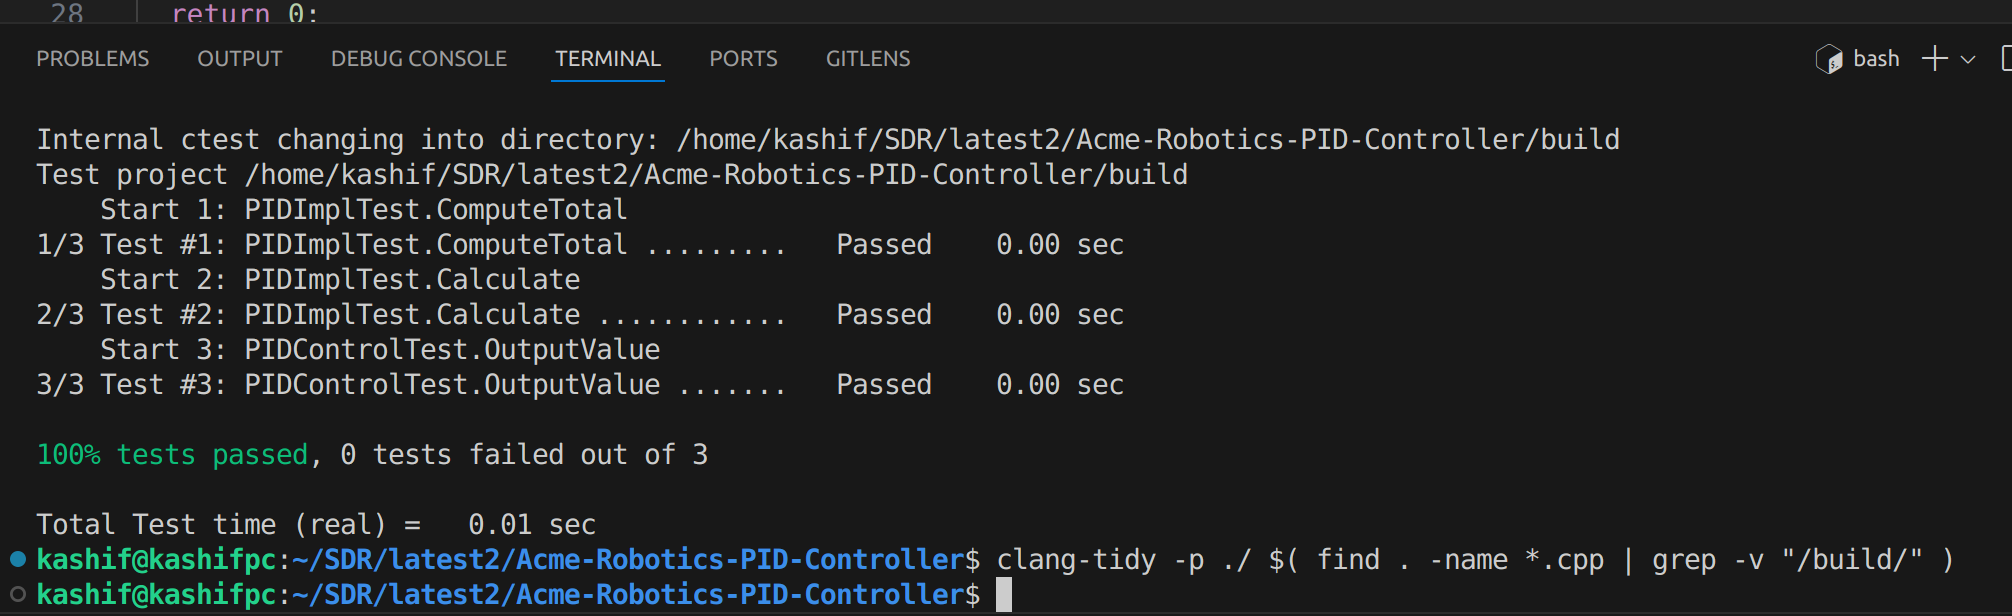 28 return 0;
PROBLEMS OUTPUT DEBUG CONSOLE TERMINAL PORTS GITLENS bash
Internal ctest changing into directory: /home/kashif/SDR/latest2/Acme-Robotics-PID-Controller/build
Test project /home/kashif/SDR/latest2/Acme-Robotics-PID-Controller/build
    Start 1: PIDImplTest.ComputeTotal
1/3 Test #1: PIDImplTest.ComputeTotal .........   Passed    0.00 sec
    Start 2: PIDImplTest.Calculate
2/3 Test #2: PIDImplTest.Calculate ............   Passed    0.00 sec
    Start 3: PIDControlTest.OutputValue
3/3 Test #3: PIDControlTest.OutputValue .......   Passed    0.00 sec
100% tests passed, 0 tests failed out of 3
Total Test time (real) =   0.01 sec
kashif@kashifpc:~/SDR/latest2/Acme-Robotics-PID-Controller$ clang-tidy -p ./ $( find . -name *.cpp | grep -v "/build/" )
kashif@kashifpc:~/SDR/latest2/Acme-Robotics-PID-Controller$